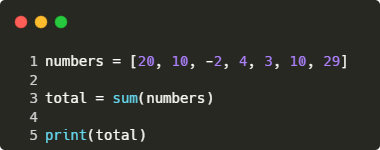 1 numbers = [20, 10, -2, 4, 3, 10, 29]
2
3 total = sum(numbers)
4
5 print(total)